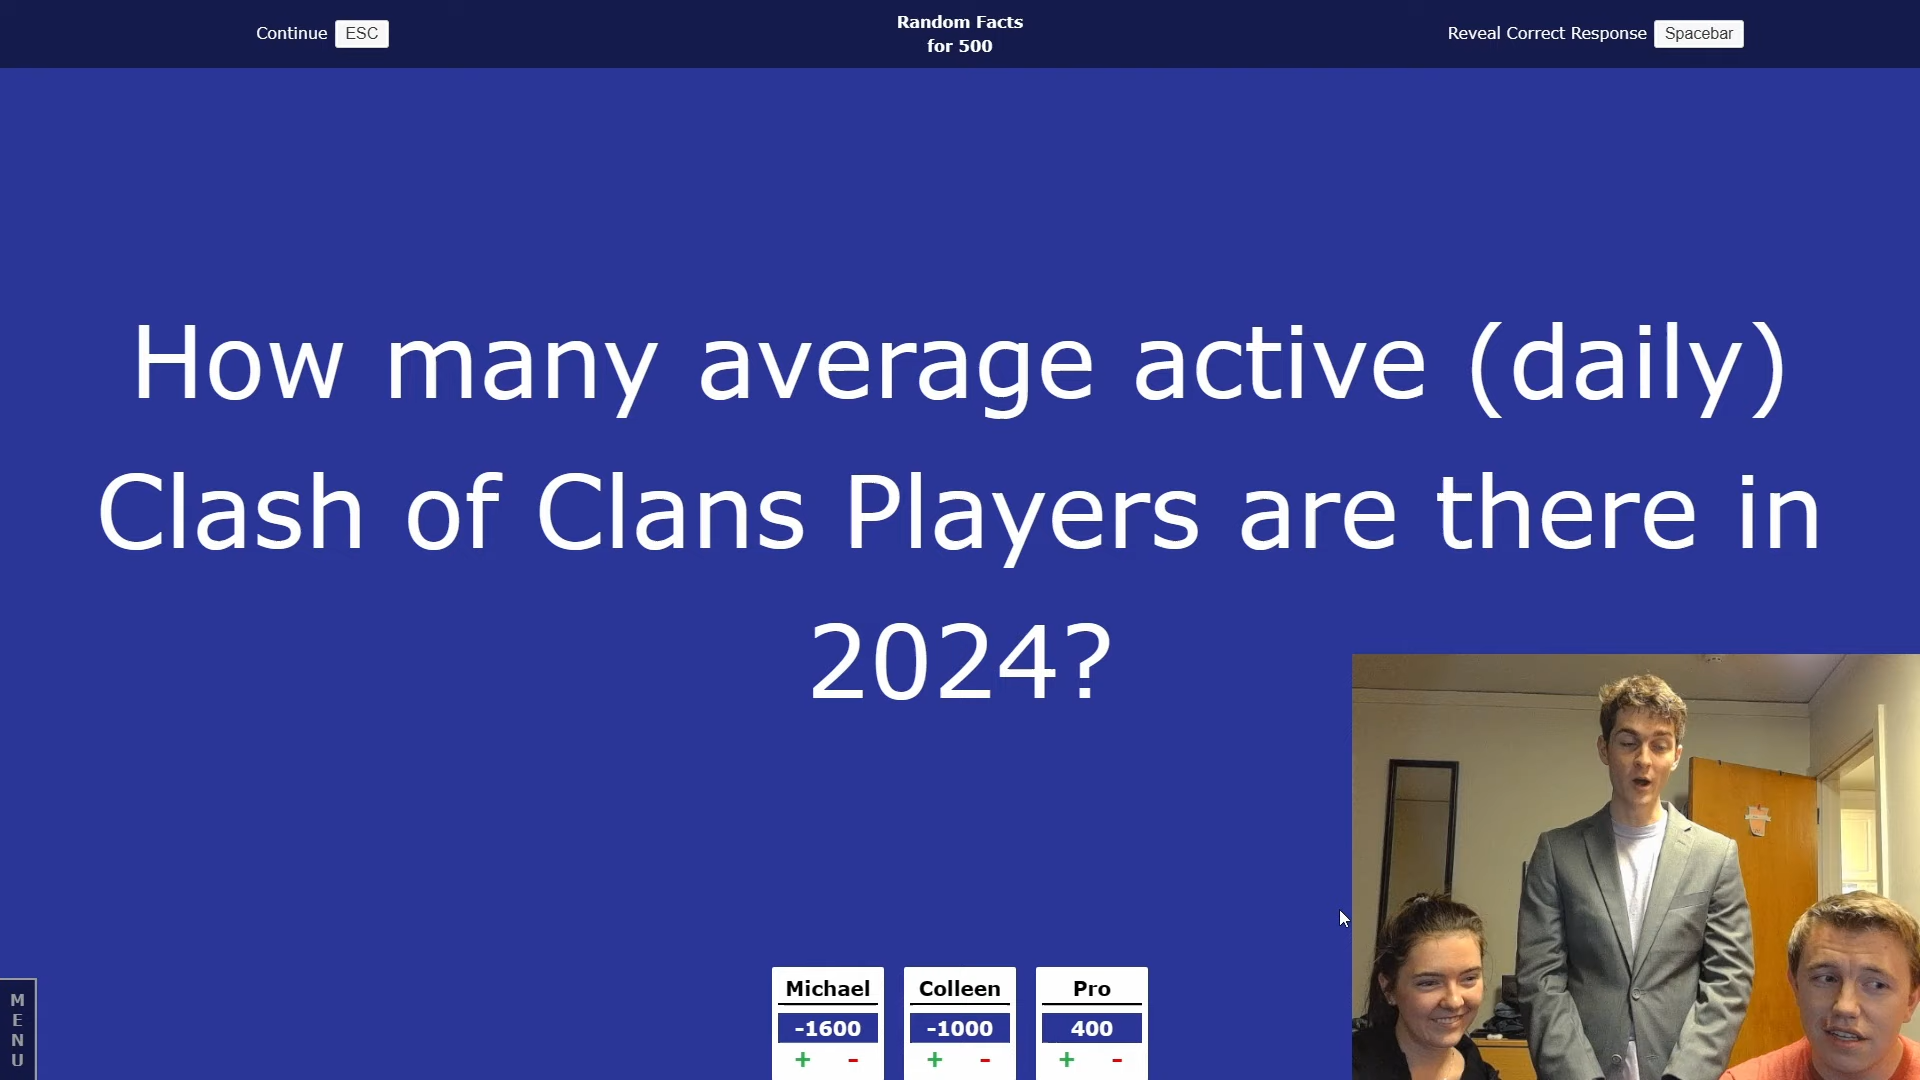 Continue ESC
Random Facts
for 500
Reveal Correct Response Spacebar
How many average active (daily)
Clash of Clans Players are there in
2024?
MENU
Michael Colleen Pro
-1600 -1000 400
+ - + - + -